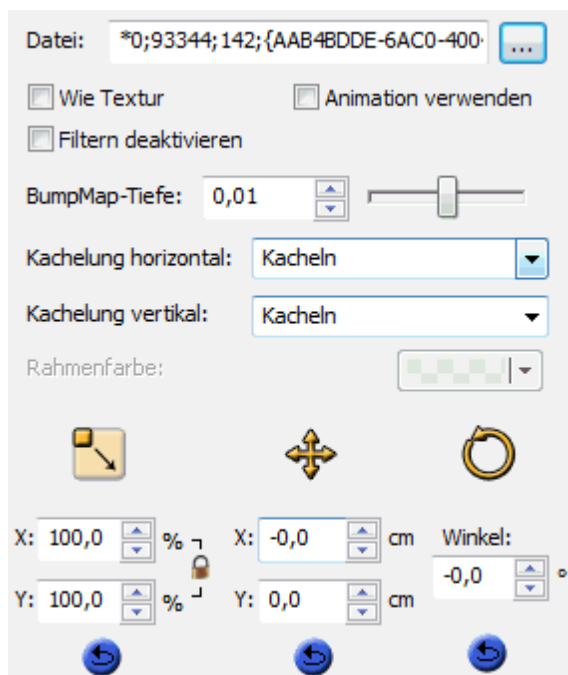 Datei: *0;93344;142;{AAB4BDDE-6AC0-400- ...
Wie Textur Animation verwenden
Filtern deaktivieren
BumpMap-Tiefe: 0,01
Kachelung horizontal: Kacheln
Kachelung vertikal: Kacheln
Rahmenfarbe:
X: 100,0 % X: -0,0 cm Winkel:
-0,0 °
Y: 100,0 % Y: 0,0 cm